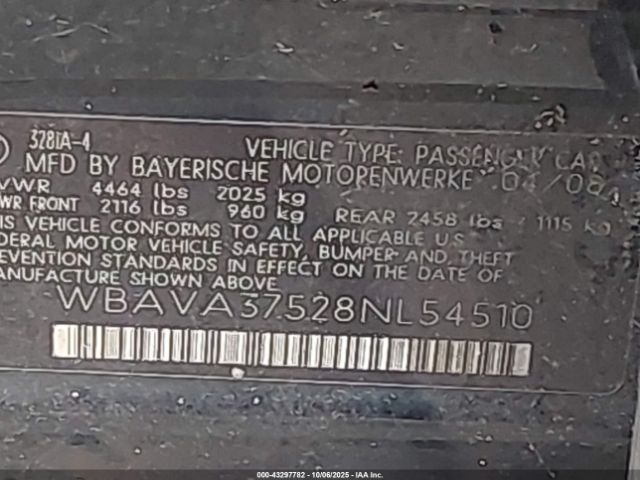 328iA-4
VEHICLE TYPE: PASSENGER CAR
MFD BY BAYERISCHE MOTORENWERKE 04/08
VWR 4464 lbs 2025 kg
WR FRONT 2116 lbs 960 kg REAR 2458 lbs / 1115 kg
IS VEHICLE CONFORMS TO ALL APPLICABLE U.S
DERAL MOTOR VEHICLE SAFETY, BUMPER AND, THEFT
EVENTION STANDARDS IN EFFECT ON THE DATE OF
ANUFACTURE SHOWN ABOVE
WBAVA37528NL54510
000-43297782 - 10/06/2025 - IAA Inc.